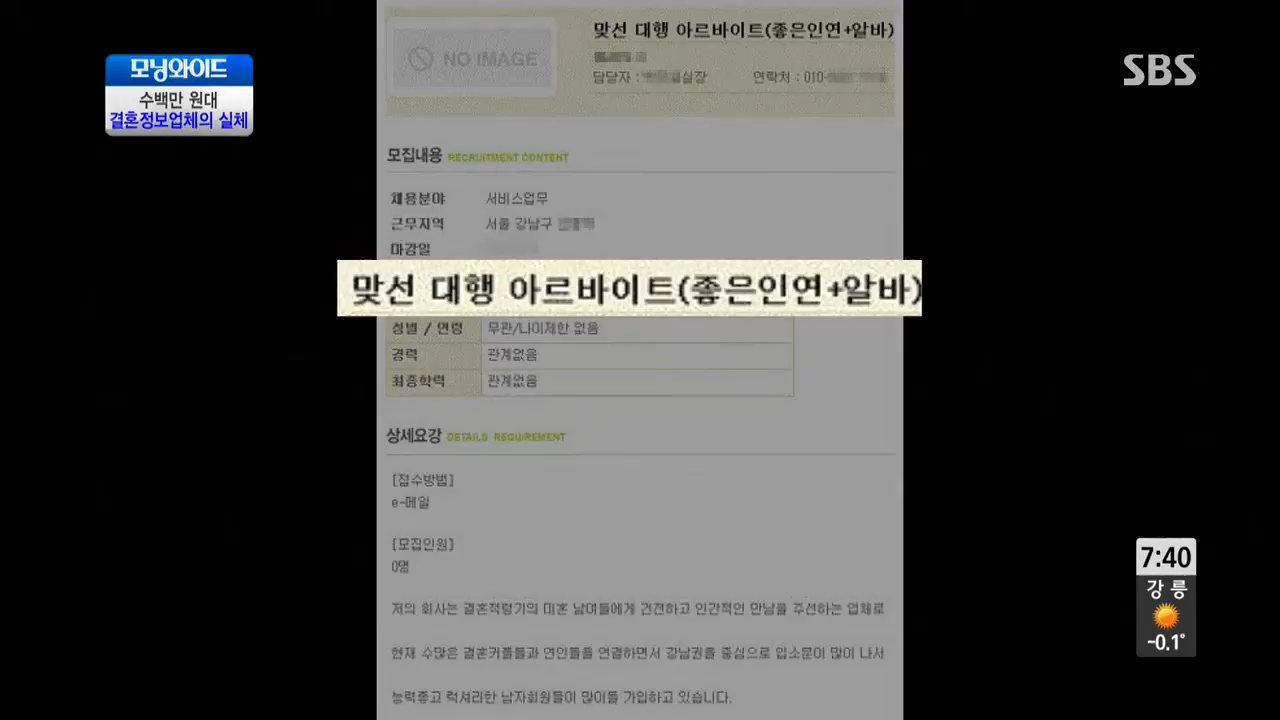 모닝와이드
수백만 원대
결혼정보업체의 실체
SBS
NO IMAGE
맞선 대행 아르바이트(좋은인연+알바)
담당자 : 실장 연락처 : 010-
모집내용 RECRUITMENT CONTENT
채용분야 서비스업무
근무지역 서울 강남구
마감일
맞선 대행 아르바이트(좋은인연+알바)
성별 / 연령 무관/나이제한 없음
경력 관계없음
최종학력 관계없음
상세요강 DETAILS REQUIREMENT
[접수방법]
e-메일
[모집인원]
0명
저의 회사는 결혼적령기의 미혼 남여들에게 건전하고 인간적인 만남을 주선하는 업체로
현재 수많은 결혼커플들과 연인들을 연결하면서 강남권을 중심으로 입소문이 많이 나서
능력좋고 럭셔리한 남자회원들이 많이들 가입하고 있습니다.
7:40
강릉
-0.1°